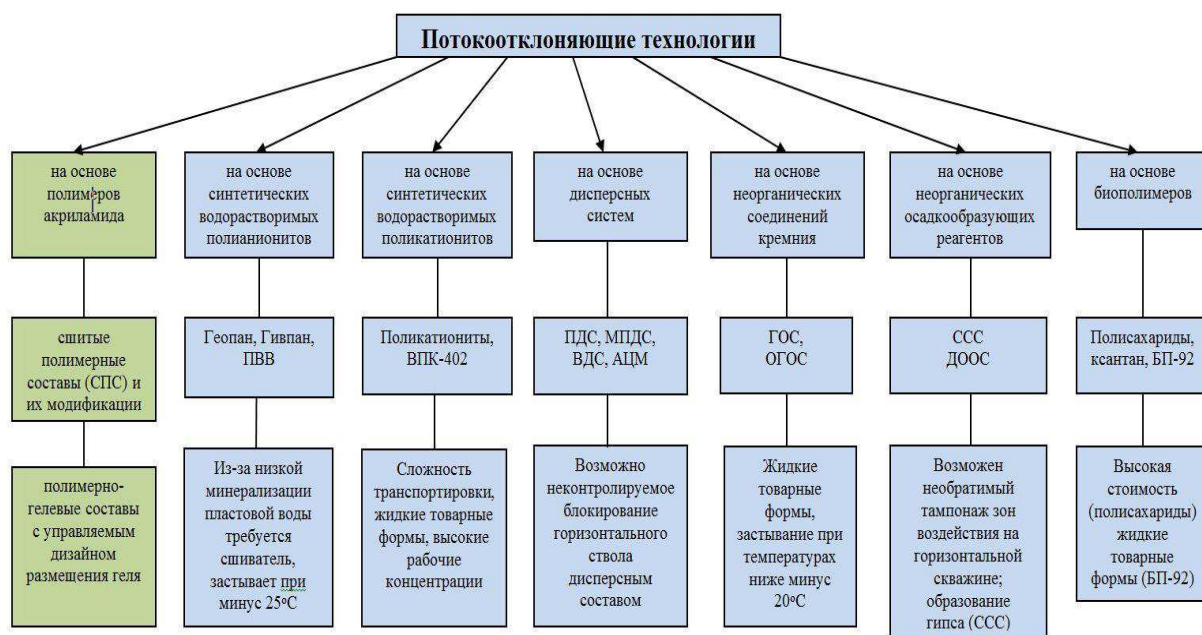 Потокоотклоняющие технологии
на основе
полимеров
акриламида
на основе
синтетических
водорастворимых
полианионитов
на основе
синтетических
водорастворимых
поликатионитов
на основе
дисперсных
систем
на основе
неорганических
соединений
кремния
на основе
неорганических
осадкообразующих
реагентов
на основе
биополимеров
сшитые
полимерные
составы (СПС) и
их модификации
Геопан, Гивпан,
ПВВ
Поликатиониты,
ВПК-402
ПДС, МПДС,
ВДС, АЦМ
ГОС,
ОГОС
ССС
ДООС
Полисахариды,
ксантан, БП-92
полимерно-
гелевые составы
с управляемым
дизайном
размещения геля
Из-за низкой
минерализации
пластовой воды
требуется
сшиватель,
застывает при
минус 25ᵒС
Сложность
транспортировки,
жидкие товарные
формы, высокие
рабочие
концентрации
Возможно
неконтролируемое
блокирование
горизонтального
ствола
дисперсным
составом
Жидкие
товарные
формы,
застывание при
температурах
ниже минус
20ᵒС
Возможен
необратимый
тампонаж зон
воздействия на
горизонтальной
скважине;
образование
гипса (ССС)
Высокая
стоимость
(полисахариды)
жидкие
товарные
формы (БП-92)